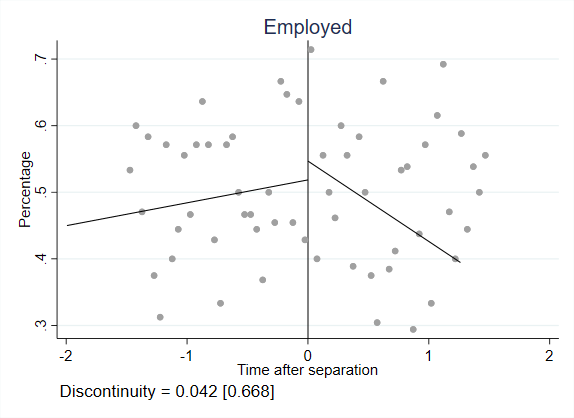 Employed
.7
.6
.5
.4
.3
Percentage
-2 -1 0 1 2
Time after separation
Discontinuity = 0.042 [0.668]